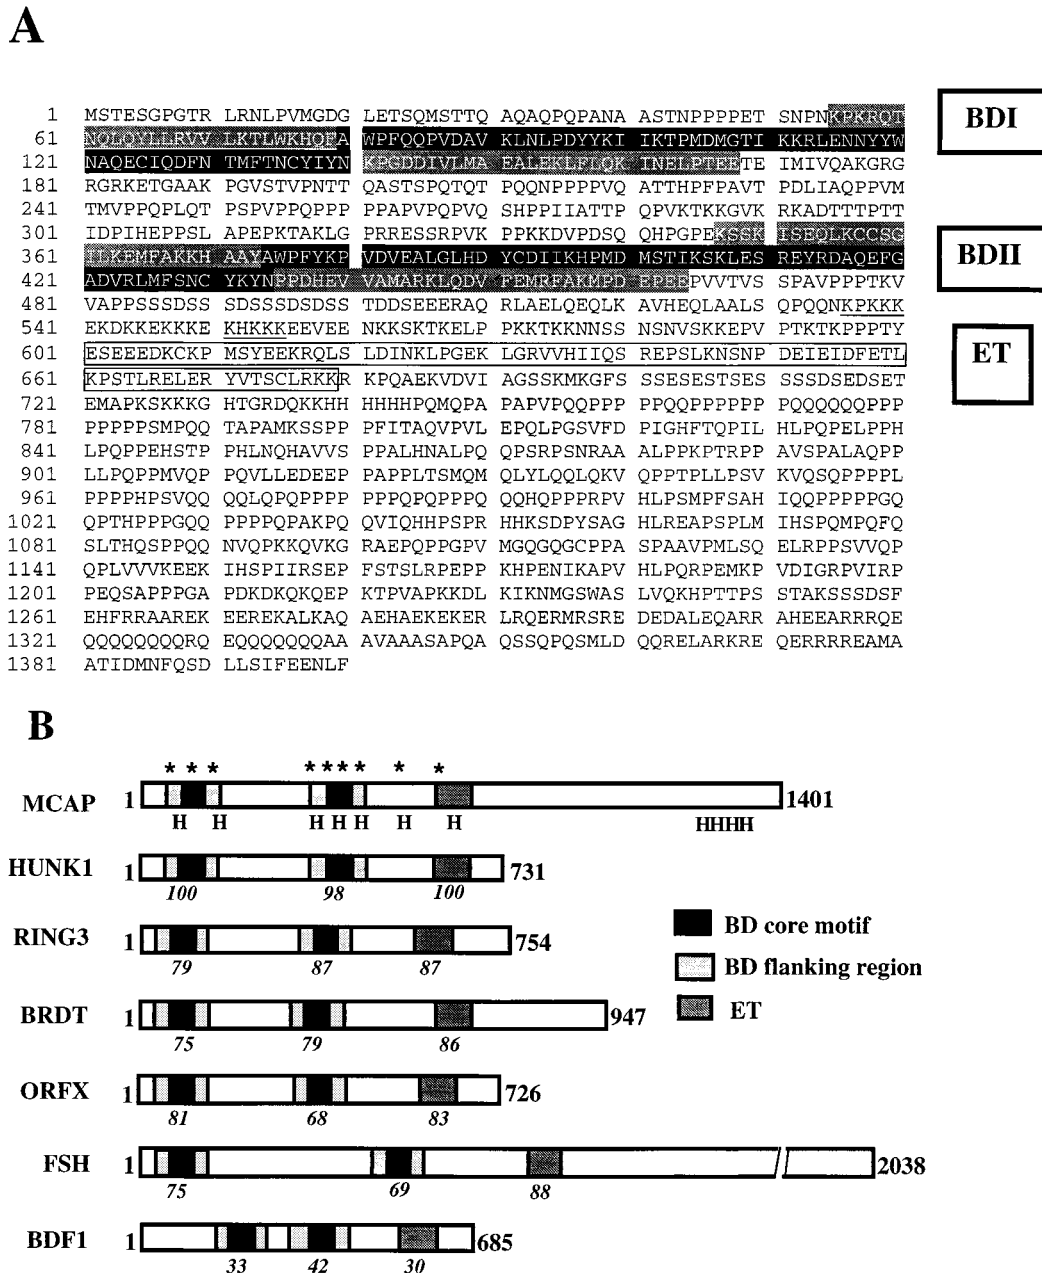 A
1 MSTESGPGTR LRNLPVMGDG LETSQMSTTQ AQAQPQPANA ASTNPPPPET SNPNKPKRQT
61 NQLQYLLRVV LKTLWKHQFA WPFQQPVDAV KLNLPDYYKI IKTPMDMGTI KKRLENNYYW
121 NAQECIQDFN TMFTNCYIYN KPGDDIVLMA EALEKLFLQK INELPTEETE IMIVQAKGRG
181 RGRKETGAAK PGVSTVPNTT QASTSPQTQT PQQNPPPPVQ ATTHPFPAVT PDLIAQPPVM
241 TMVPPQPLQT PSPVPPQPPP PPAPVPQPVQ SHPPIIATTP QPVKTKKGVK RKADTTTPTT
301 IDPIHEPPSL APEPKTAKLG PRRESSRPVK PPKKDVPDSQ QHPGPEKSSK ISEQLKCCSG
361 ILKEMFAKKH AAYAWPFYKP VDVEALGLHD YCDIIKHPMD MSTIKSKLES REYRDAQEFG
421 ADVRLMFSNC YKYNPPDHEV VAMARKLQDV FEMRFAKMPD EPEEPVVTVS SPAVPPPTKV
481 VAPPSSSDSS SDSSSDSDSS TDDSEEERAQ RLAELQEQLK AVHEQLAALS QPQQNKPKKK
541 EKDKKEKKKE KHKKKEEVEE NKKSKTKELP PKKTKKNNSS NSNVSKKEPV PTKTKPPPTY
601 ESEEEDKCKP MSYEEKRQLS LDINKLPGEK LGRVVHIIQS REPSLKNSNP DEIEIDFETL
661 KPSTLRELER YVTSCLRKKR KPQAEKVDVI AGSSKMKGFS SSESESTSES SSSDSEDSET
721 EMAPKSKKKG HTGRDQKKHH HHHHPQMQPA PAPVPQQPPP PPQQPPPPPP PQQQQQQPPP
781 PPPPPSMPQQ TAPAMKSSPP PFITAQVPVL EPQLPGSVFD PIGHFTQPIL HLPQPELPPH
841 LPQPPEHSTP PHLNQHAVVS PPALHNALPQ QPSRPSNRAA ALPPKPTRPP AVSPALAQPP
901 LLPQPPMVQP PQVLLEDEEP PAPPLTSMQM QLYLQQLQKV QPPTPLLPSV KVQSQPPPPL
961 PPPPHPSVQQ QQLQPQPPPP PPPQPQPPPQ QQHQPPPRPV HLPSMPFSAH IQQPPPPPGQ
1021 QPTHPPPGQQ PPPPQPAKPQ QVIQHHPSPR HHKSDPYSAG HLREAPSPLM IHSPQMPQFQ
1081 SLTHQSPPQQ NVQPKKQVKG RAEPQPPGPV MGQGQGCPPA SPAAVPMLSQ ELRPPSVVQP
1141 QPLVVVKEEK IHSPIIRSEP FSTSLRPEPP KHPENIKAPV HLPQRPEMKP VDIGRPVIRP
1201 PEQSAPPPGA PDKDKQKQEP KTPVAPKKDL KIKNMGSWAS LVQKHPTTPS STAKSSSDSF
1261 EHFRRAAREK EEREKALKAQ AEHAEKEKER LRQERMRSRE DEDALEQARR AHEEARRRQE
1321 QQQQQQQQRQ EQQQQQQQAA AVAAASAPQA QSSQPQSMLD QQRELARKRE QERRRREAMA
1381 ATIDMNFQSD LLSIFEENLF
BDI
BDII
ET
B
* * * * * * * * *
MCAP 1 1401
H H H H H H H HHHH
HUNK1 1 731
100 98 100
RING3 1 754
79 87 87
BRDT 1 947
75 79 86
ORFX 1 726
81 68 83
FSH 1 2038
75 69 88
BDF1 1 685
33 42 30
BD core motif
BD flanking region
ET